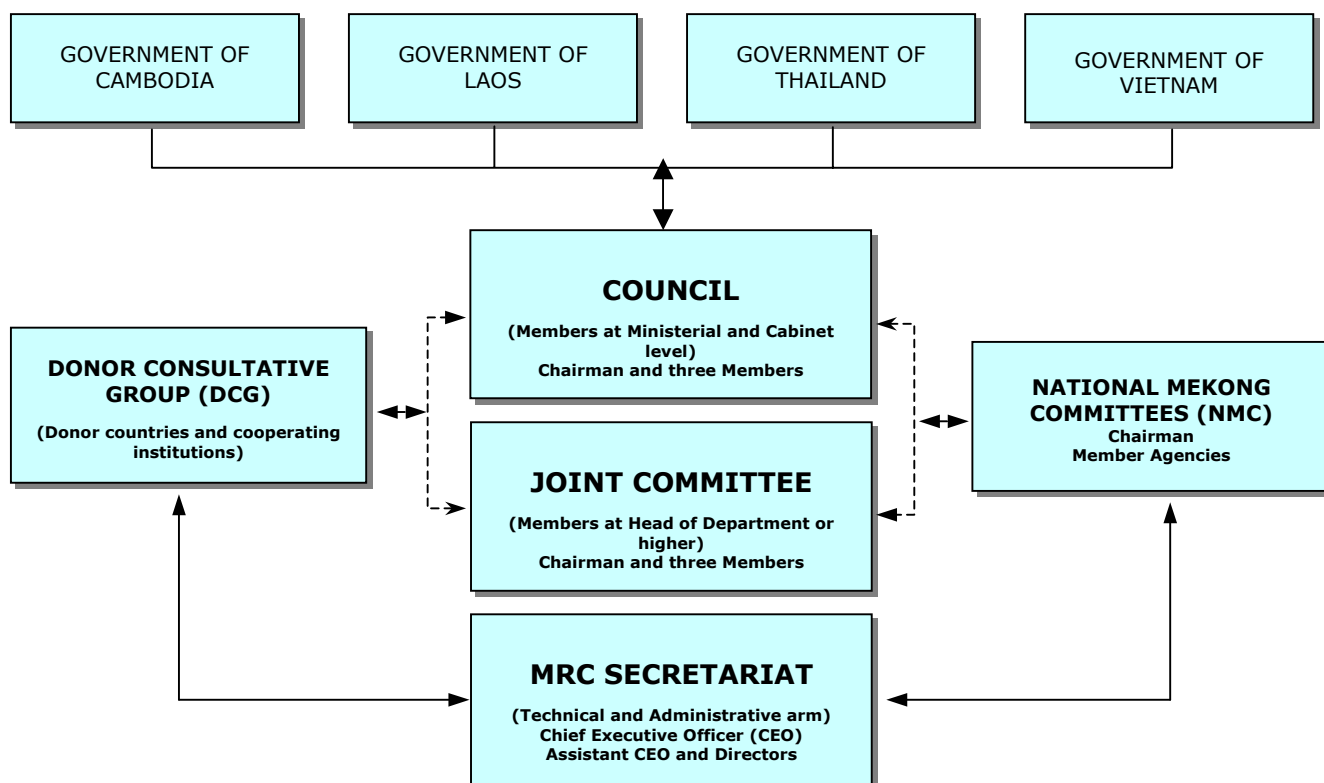 GOVERNMENT OF
CAMBODIA
GOVERNMENT OF
LAOS
GOVERNMENT OF
THAILAND
GOVERNMENT OF
VIETNAM
COUNCIL
(Members at Ministerial and Cabinet
level)
Chairman and three Members
DONOR CONSULTATIVE
GROUP (DCG)
(Donor countries and cooperating
institutions)
NATIONAL MEKONG
COMMITTEES (NMC)
Chairman
Member Agencies
JOINT COMMITTEE
(Members at Head of Department or
higher)
Chairman and three Members
MRC SECRETARIAT
(Technical and Administrative arm)
Chief Executive Officer (CEO)
Assistant CEO and Directors